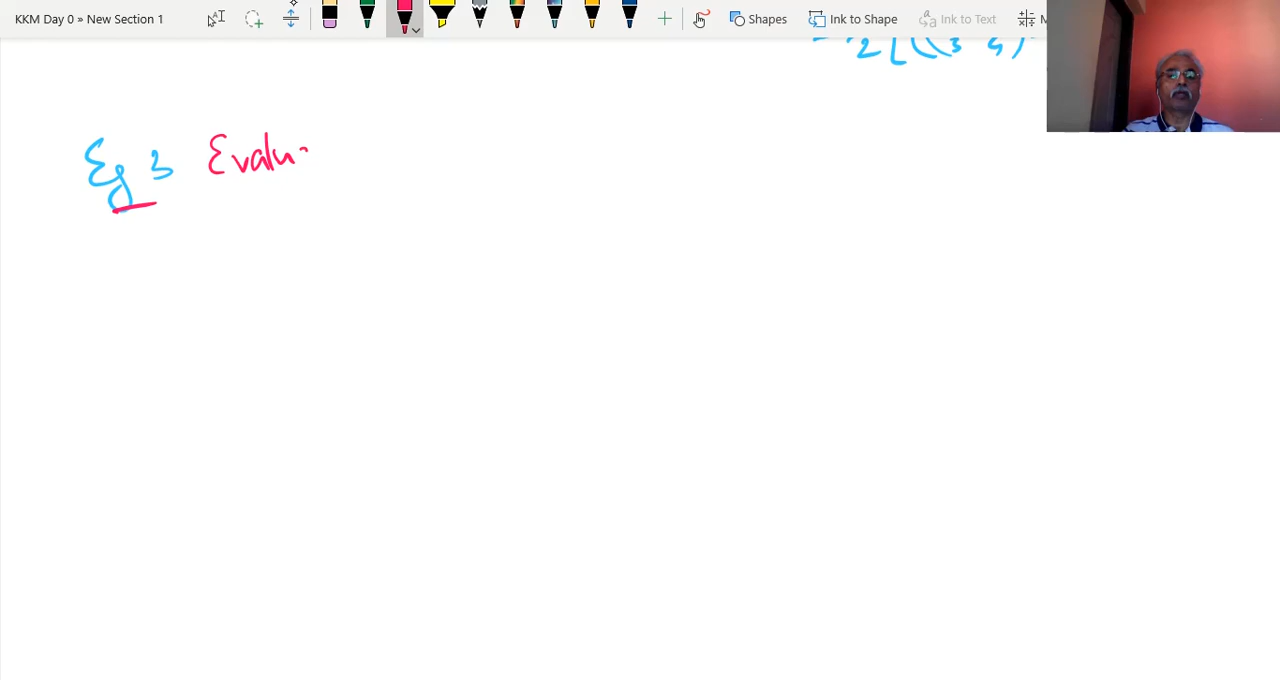 KKM Day 0 » New Section 1
Shapes
Ink to Shape
Ink to Text
M
Eg 3 Evalu